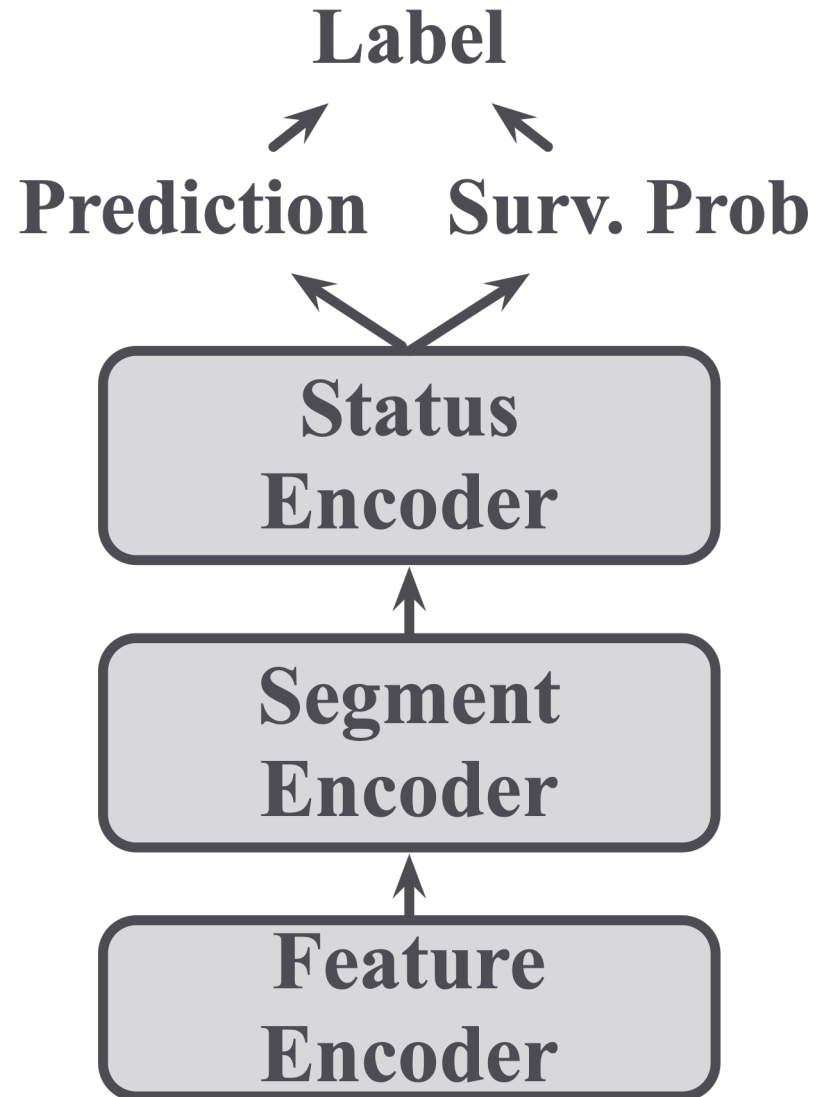 Label
Prediction Surv. Prob
Status
Encoder
Segment
Encoder
Feature
Encoder